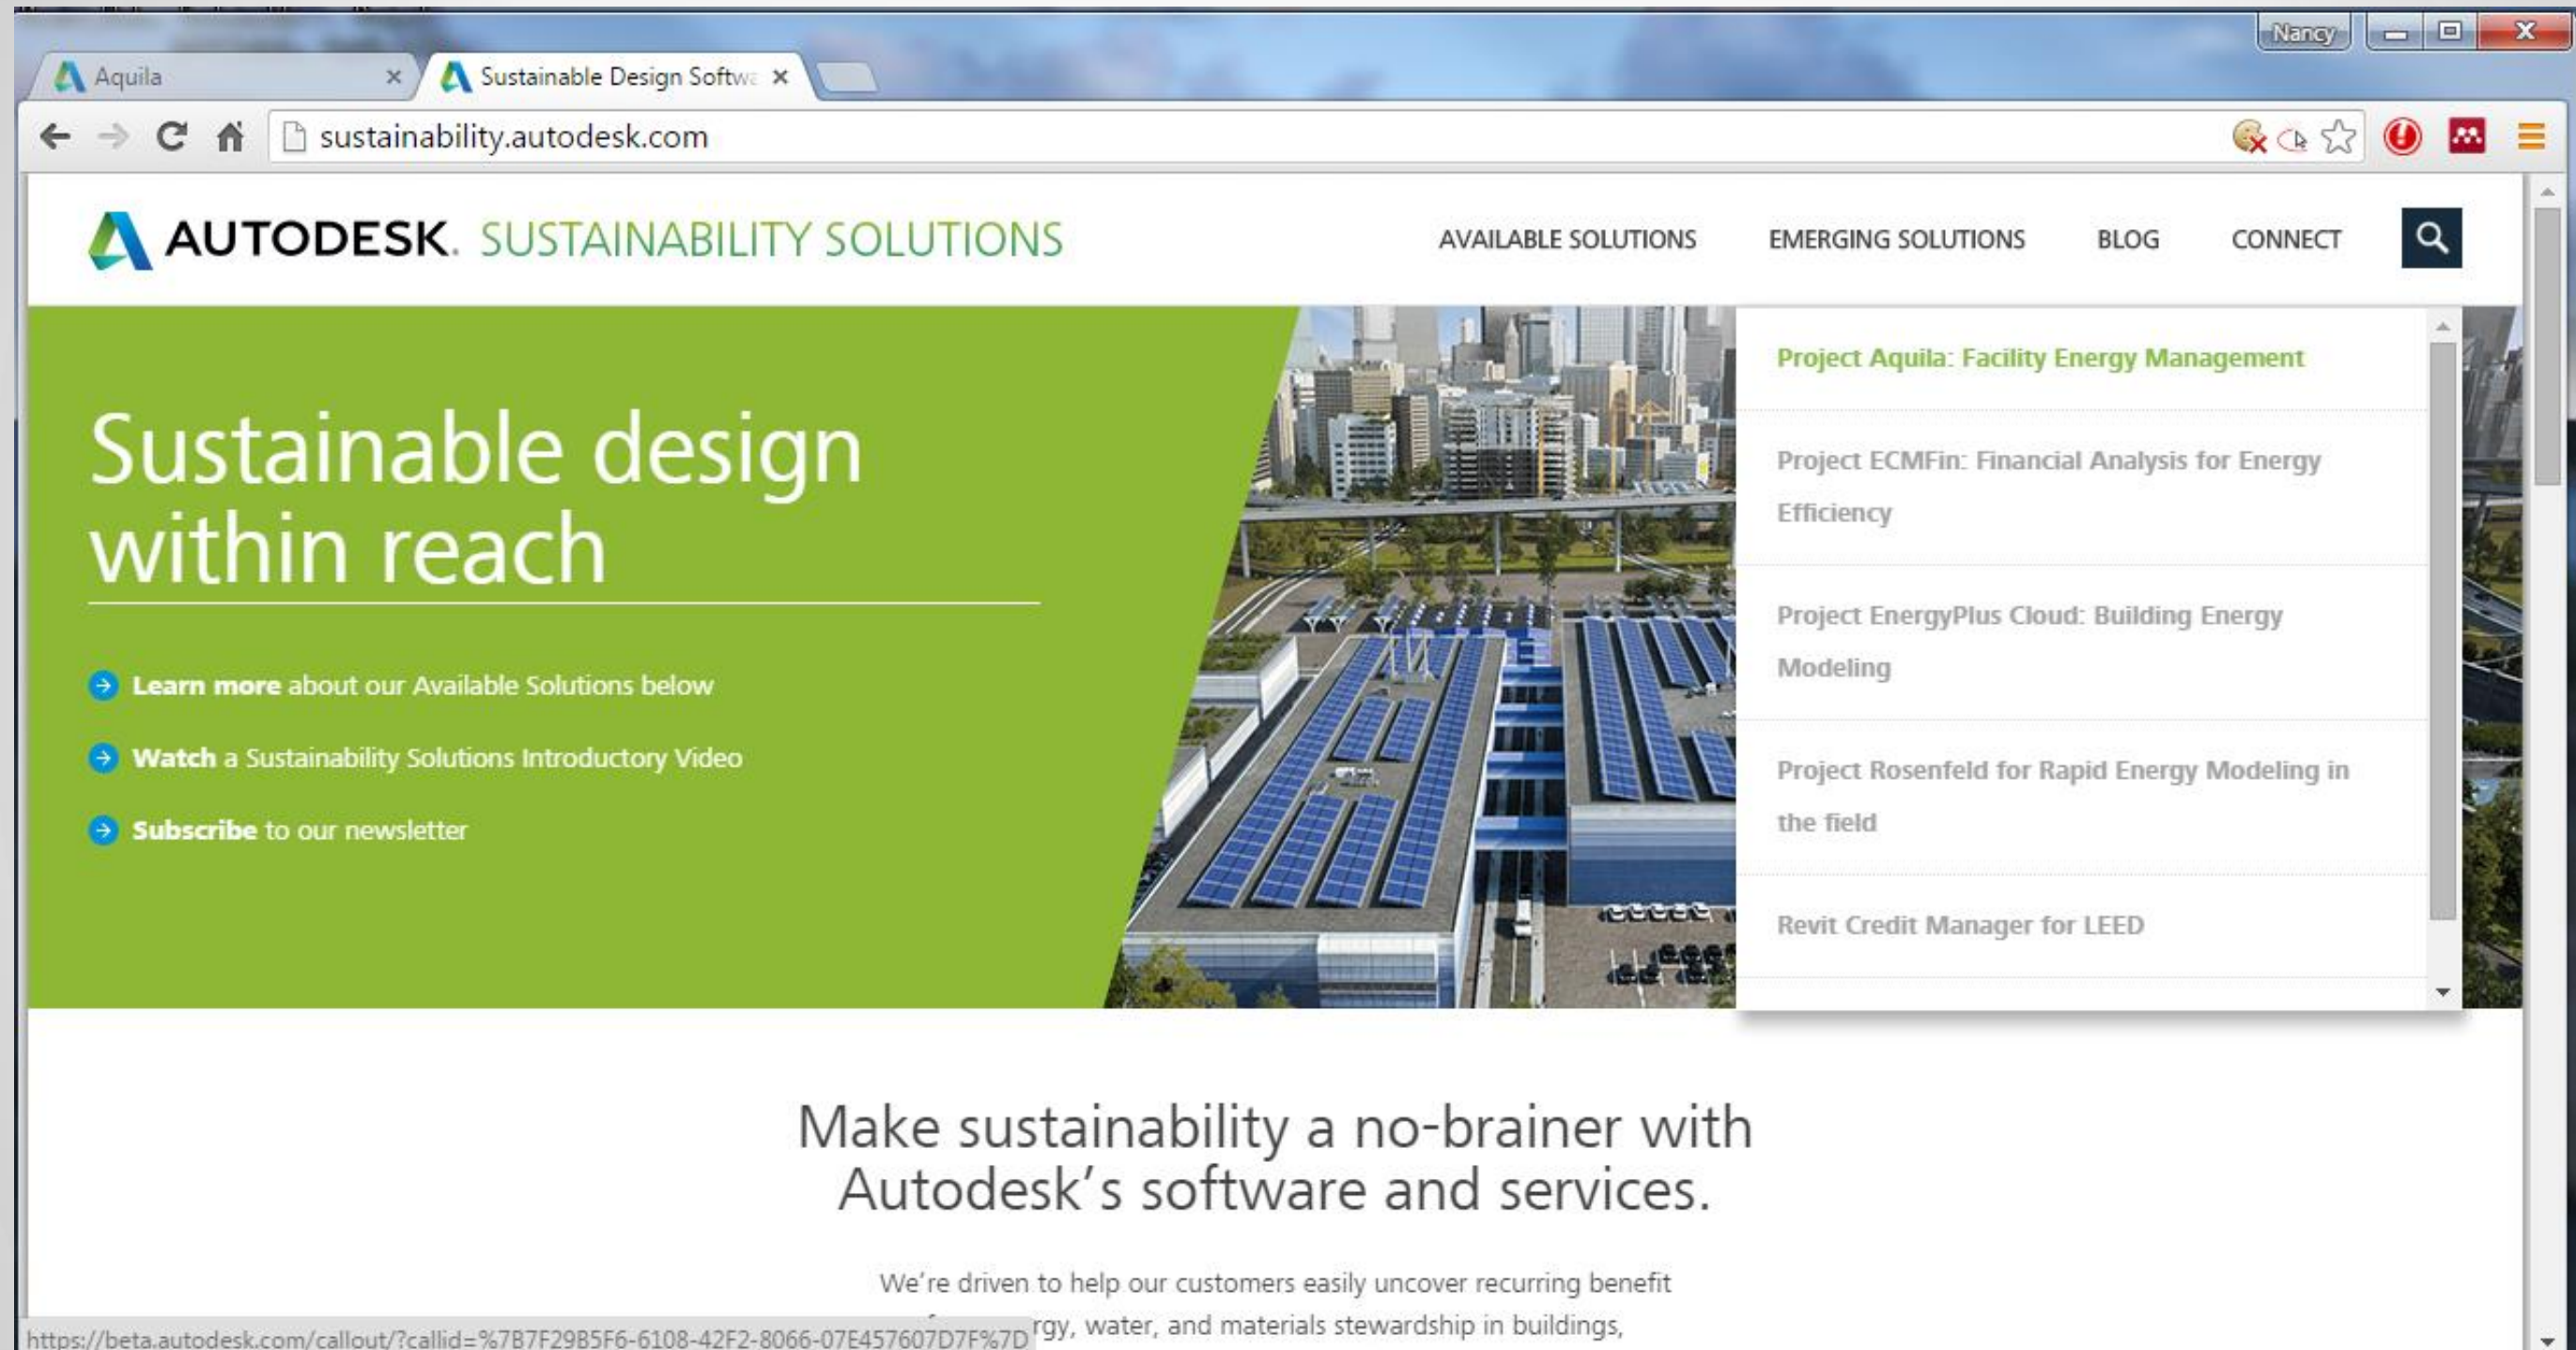 Nancy
Aquila
Sustainable Design Softwa
sustainability.autodesk.com
AUTODESK. SUSTAINABILITY SOLUTIONS
AVAILABLE SOLUTIONS
EMERGING SOLUTIONS
BLOG
CONNECT
Sustainable design
within reach
Learn more about our Available Solutions below
Watch a Sustainability Solutions Introductory Video
Subscribe to our newsletter
Project Aquila: Facility Energy Management
Project ECMFin: Financial Analysis for Energy
Efficiency
Project EnergyPlus Cloud: Building Energy
Modeling
Project Rosenfeld for Rapid Energy Modeling in
the field
Revit Credit Manager for LEED
Make sustainability a no-brainer with
Autodesk's software and services.
We're driven to help our customers easily uncover recurring benefit
rgy, water, and materials stewardship in buildings,
https://beta.autodesk.com/callout/?callid=%7B7F29B5F6-6108-42F2-8066-07E457607D7F%7D